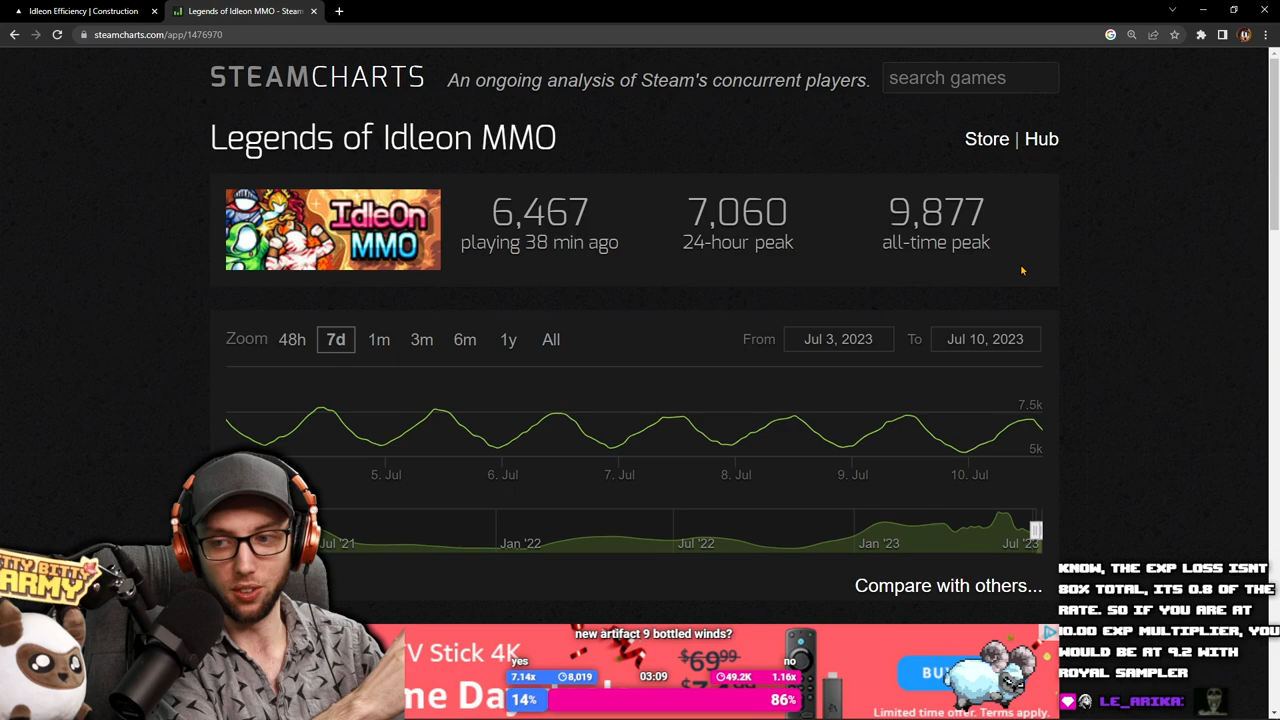 Idleon Efficiency | Construction
Legends of Idleon MMO - Steam
steamcharts.com/app/1476970
STEAMCHARTS
An ongoing analysis of Steam's concurrent players.
search games
Legends of Idleon MMO
Store | Hub
IdleOn
MMO
6,467
playing 38 min ago
7,060
24-hour peak
9,877
all-time peak
Zoom 48h 7d 1m 3m 6m 1y All
From Jul 3, 2023 To Jul 10, 2023
7.5k
5k
5. Jul 6. Jul 7. Jul 8. Jul 9. Jul 10. Jul
Jul '21 Jan '22 Jul '22 Jan '23 Jul '23
Compare with others...
ITTY BITTY
ARMY
KNOW, THE EXP LOSS ISNT
80% TOTAL, ITS 0.8 OF THE
RATE. SO IF YOU ARE AT
10.00 EXP MULTIPLIER, YOU
WOULD BE AT 9.2 WITH
ROYAL SAMPLER
LE_ARIKA:
new artifact 9 bottled winds?
yes no
7.14x 8,019 03:09 49.2K 1.16x
14% 86%
TV Stick 4K
$69.99
me Day
BU
Limited time offer. Terms apply.